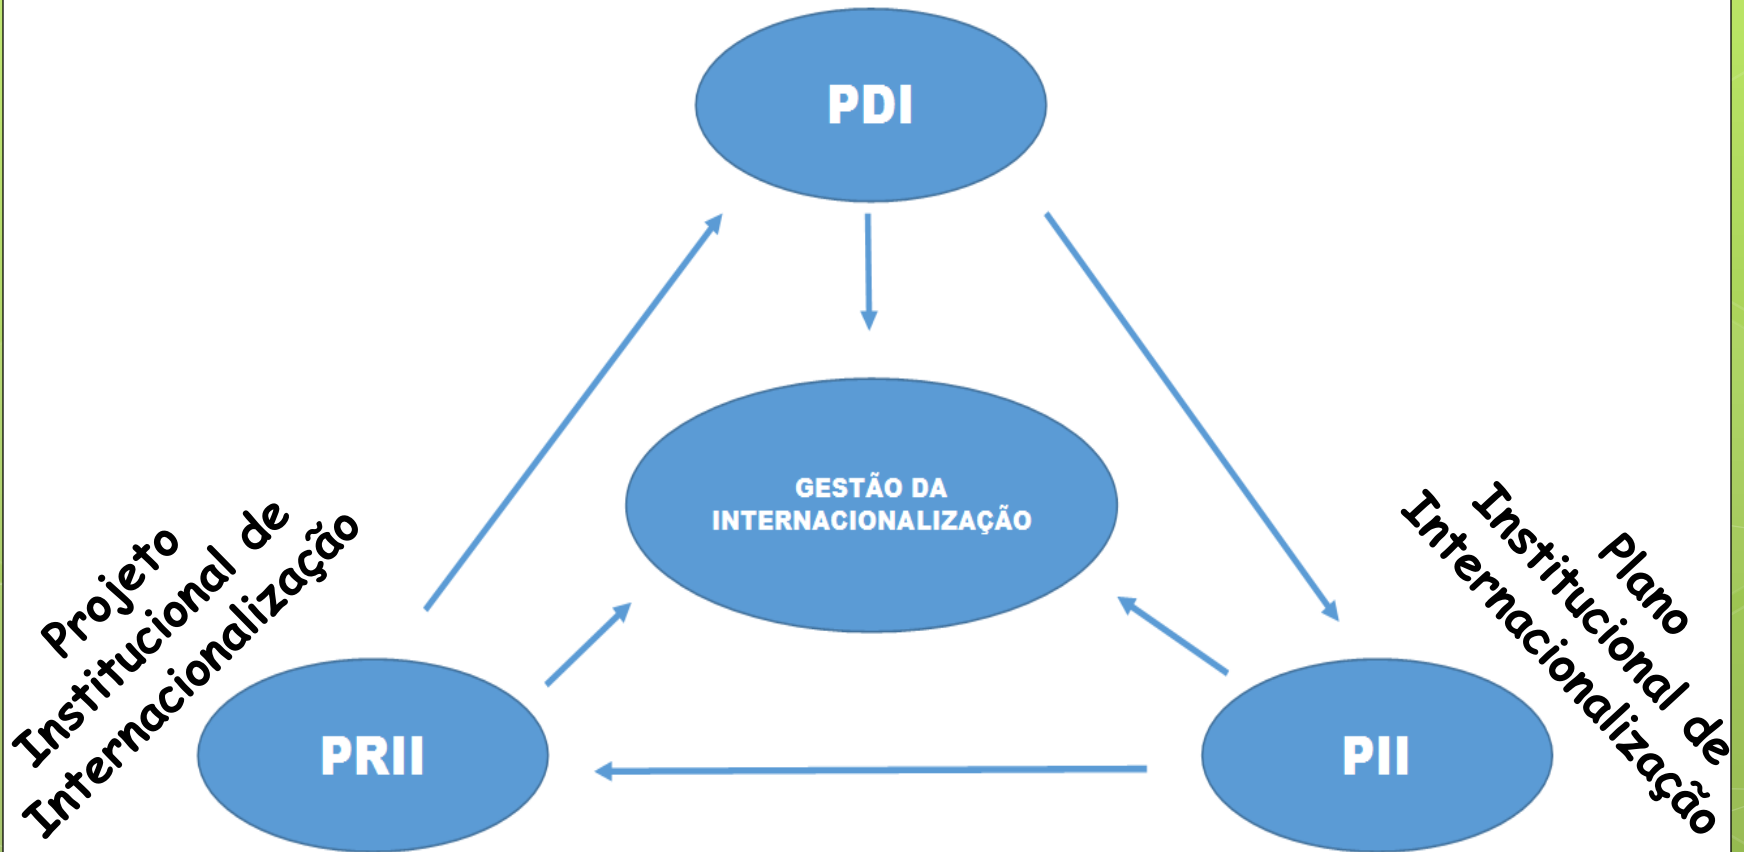 PDI
GESTÃO DA
INTERNACIONALIZAÇÃO
Projeto
Institucional de
Internacionalização
Plano
Institucional de
Internacionalização
PRII
PII